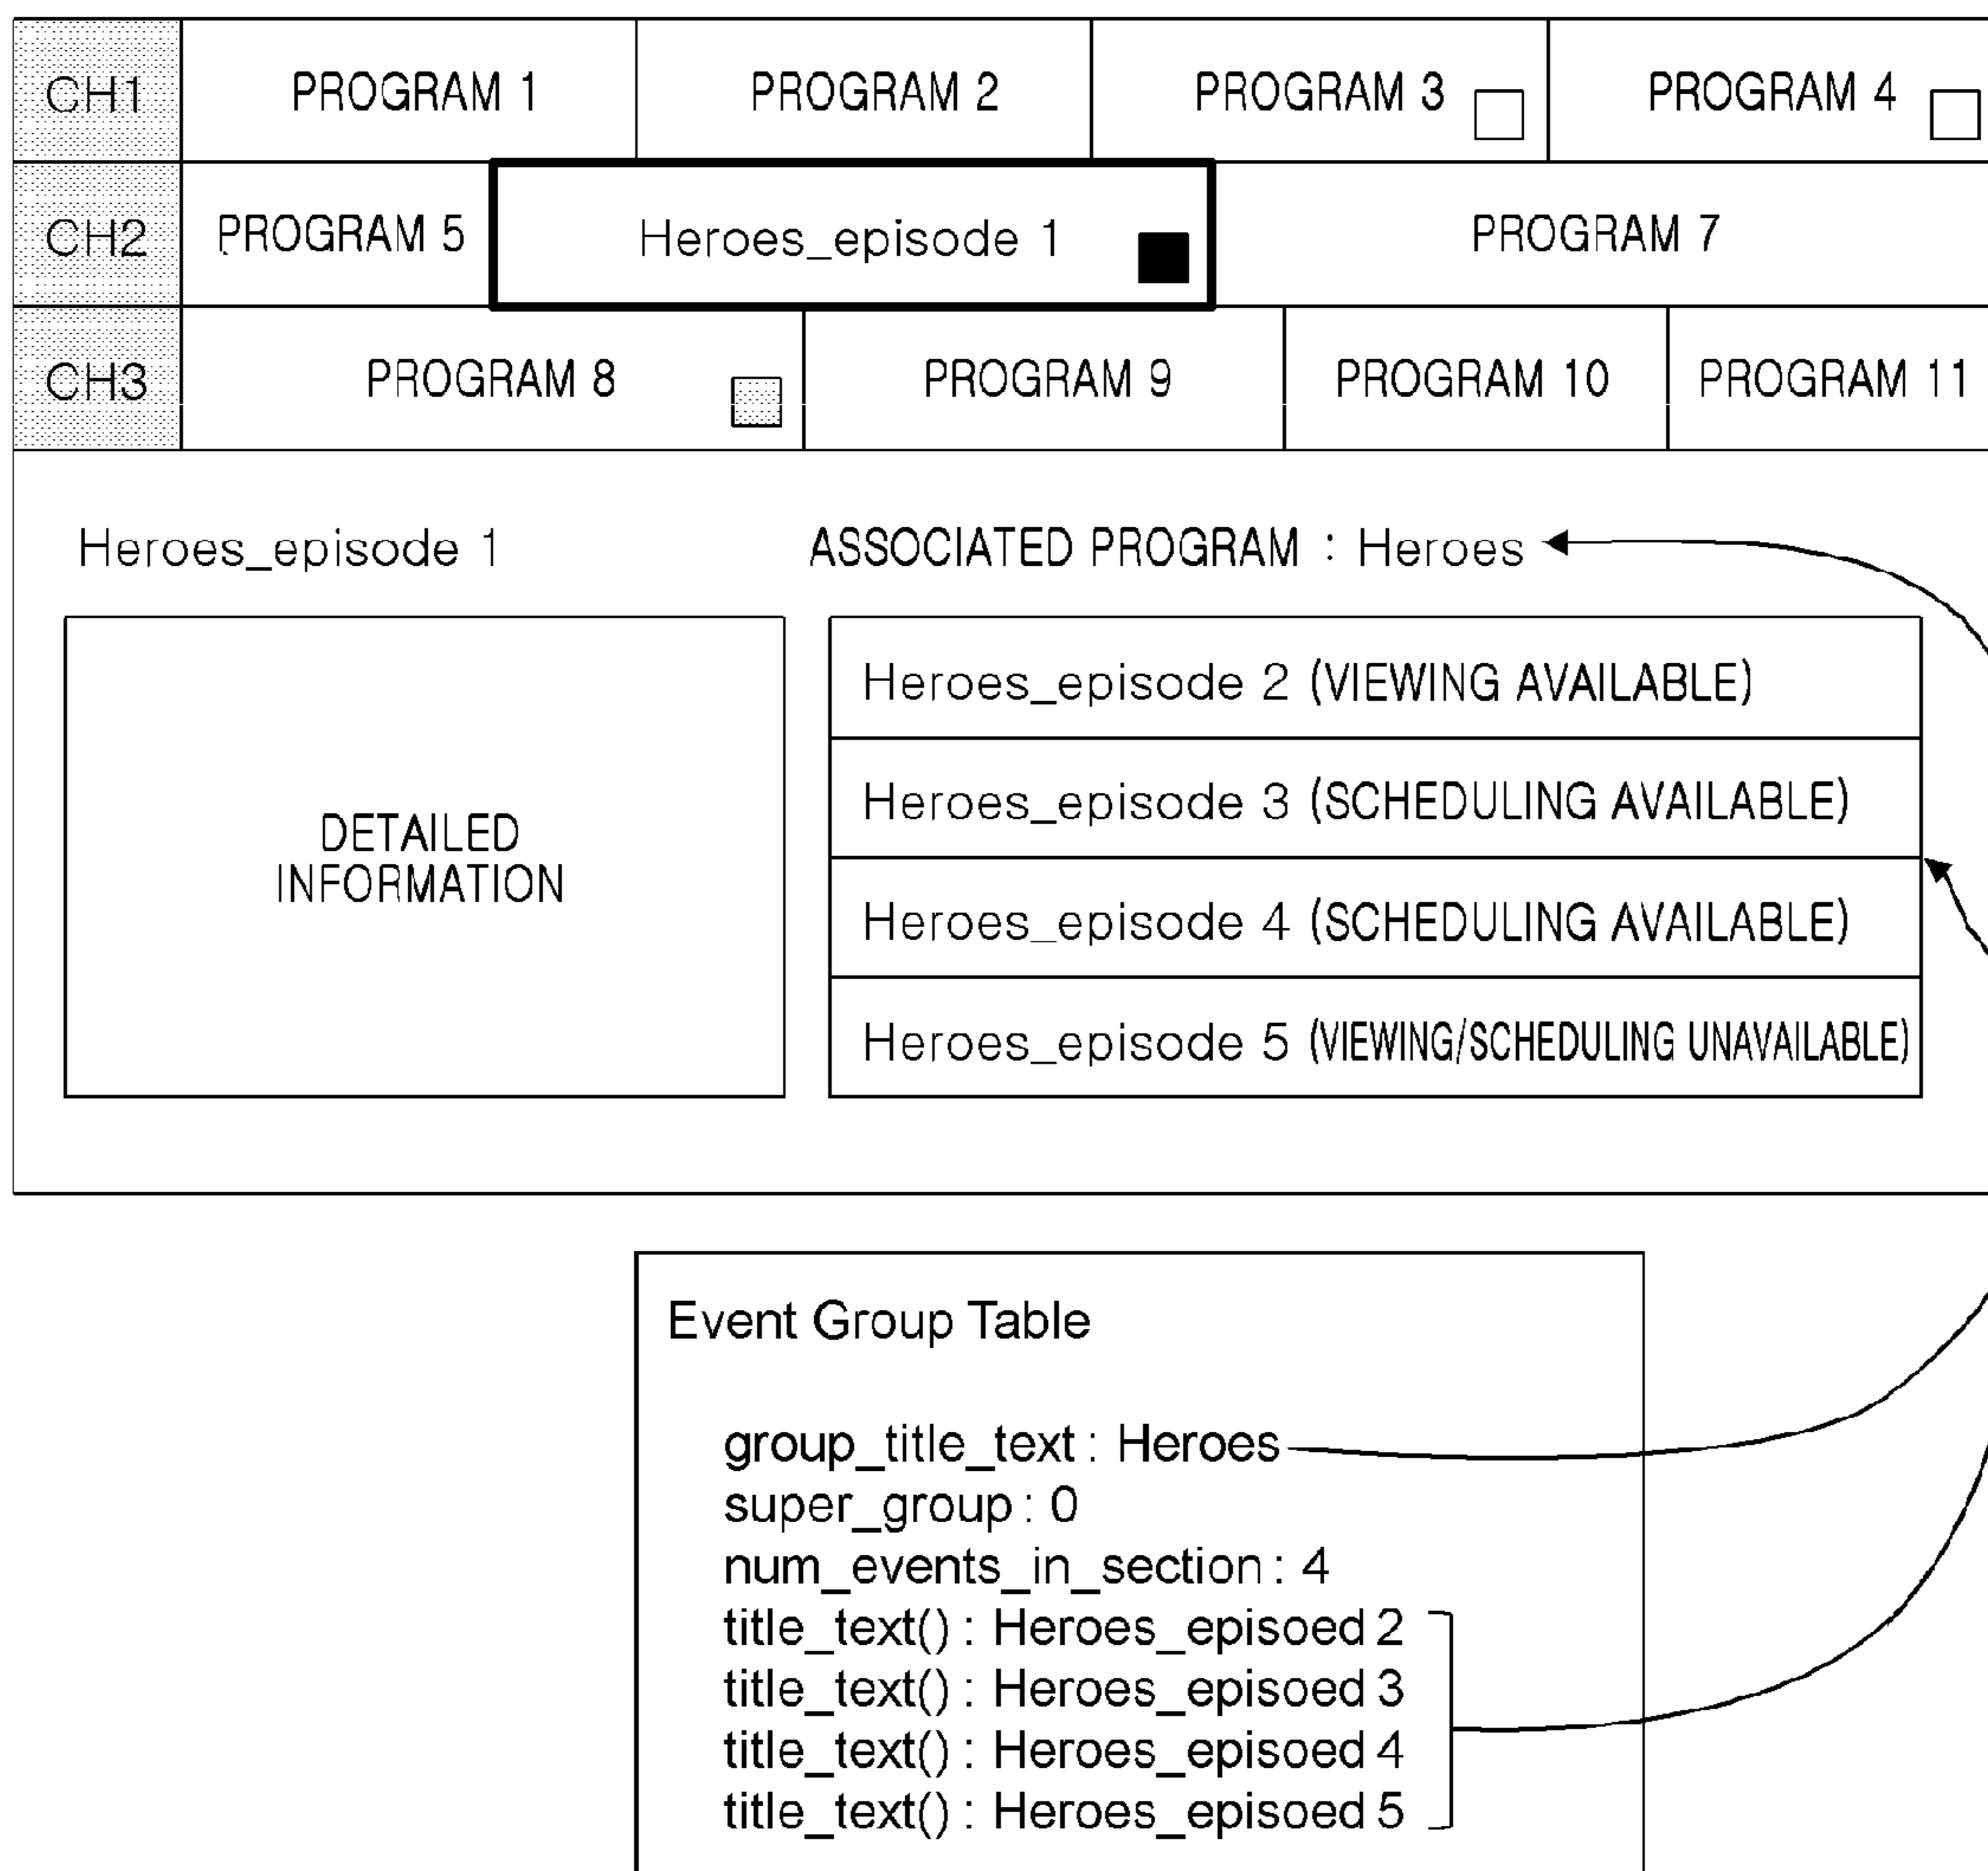 CH1 PROGRAM 1 PROGRAM 2 PROGRAM 3 PROGRAM 4
CH2 PROGRAM 5 Heroes_episode 1 PROGRAM 7
CH3 PROGRAM 8 PROGRAM 9 PROGRAM 10 PROGRAM 11
Heroes_episode 1
ASSOCIATED PROGRAM : Heroes
DETAILED
INFORMATION
Heroes_episode 2 (VIEWING AVAILABLE)
Heroes_episode 3 (SCHEDULING AVAILABLE)
Heroes_episode 4 (SCHEDULING AVAILABLE)
Heroes_episode 5 (VIEWING/SCHEDULING UNAVAILABLE)
Event Group Table
group_title_text : Heroes
super_group : 0
num_events_in_section : 4
title_text() : Heroes_episoed 2
title_text() : Heroes_episoed 3
title_text() : Heroes_episoed 4
title_text() : Heroes_episoed 5